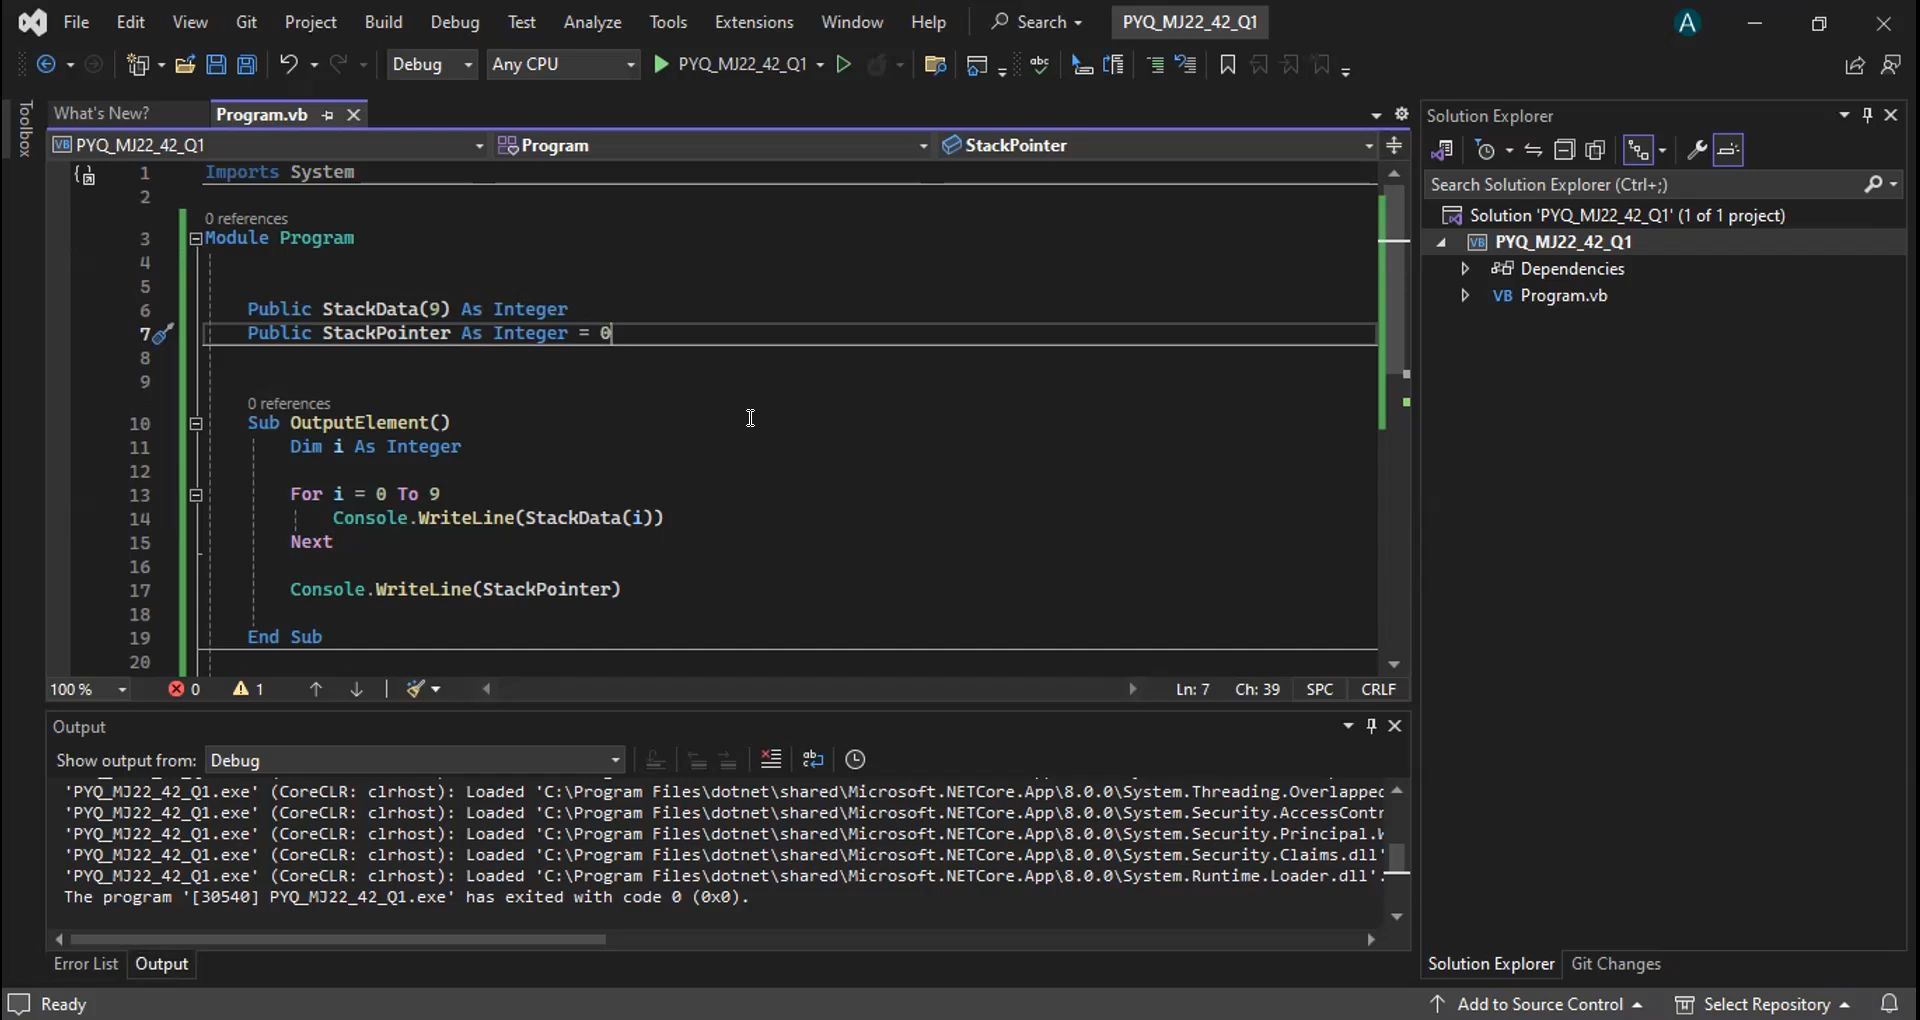 File Edit View Git Project Build Debug Test Analyze Tools Extensions Window Help Search PYQ_MJ22_42_Q1 A
Debug Any CPU PYQ_MJ22_42_Q1 abc
Toolbox
What's New? Program.vb
Solution Explorer
VB PYQ_MJ22_42_Q1 Program StackPointer
Search Solution Explorer (Ctrl+;)
Solution 'PYQ_MJ22_42_Q1' (1 of 1 project)
VB PYQ_MJ22_42_Q1
Dependencies
VB Program.vb
1 Imports System
2
0 references
3 Module Program
4
5
6 Public StackData(9) As Integer
7 Public StackPointer As Integer = 0
8
9
0 references
10 Sub OutputElement()
11 Dim i As Integer
12
13 For i = 0 To 9
14 Console.WriteLine(StackData(i))
15 Next
16
17 Console.WriteLine(StackPointer)
18
19 End Sub
20
100 % 0 1 Ln: 7 Ch: 39 SPC CRLF
Output
Show output from: Debug
'PYQ_MJ22_42_Q1.exe' (CoreCLR: clrhost): Loaded 'C:\Program Files\dotnet\shared\Microsoft.NETCore.App\8.0.0\System.Threading.Overlapped
'PYQ_MJ22_42_Q1.exe' (CoreCLR: clrhost): Loaded 'C:\Program Files\dotnet\shared\Microsoft.NETCore.App\8.0.0\System.Security.AccessContr
'PYQ_MJ22_42_Q1.exe' (CoreCLR: clrhost): Loaded 'C:\Program Files\dotnet\shared\Microsoft.NETCore.App\8.0.0\System.Security.Principal.W
'PYQ_MJ22_42_Q1.exe' (CoreCLR: clrhost): Loaded 'C:\Program Files\dotnet\shared\Microsoft.NETCore.App\8.0.0\System.Security.Claims.dll'
'PYQ_MJ22_42_Q1.exe' (CoreCLR: clrhost): Loaded 'C:\Program Files\dotnet\shared\Microsoft.NETCore.App\8.0.0\System.Runtime.Loader.dll'.
The program '[30540] PYQ_MJ22_42_Q1.exe' has exited with code 0 (0x0).
Error List Output
Solution Explorer Git Changes
Ready Add to Source Control Select Repository